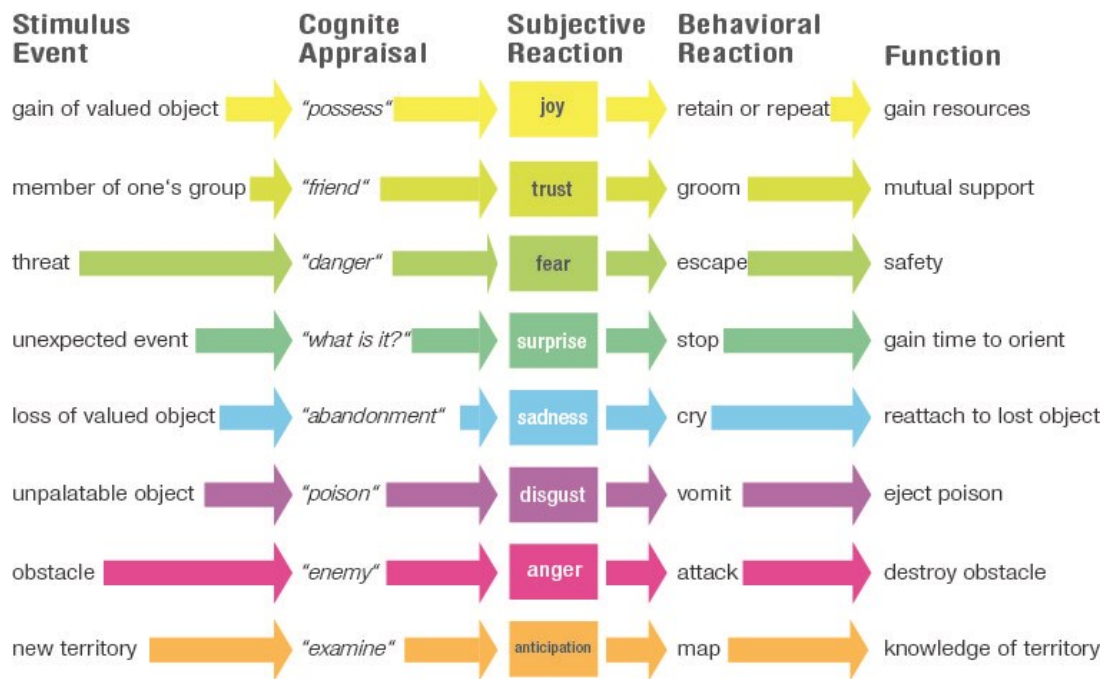 Stimulus Event
Cognite Appraisal
Subjective Reaction
Behavioral Reaction
Function
gain of valued object “possess“ joy retain or repeat gain resources
member of one‘s group “friend“ trust groom mutual support
threat “danger“ fear escape safety
unexpected event “what is it?“ surprise stop gain time to orient
loss of valued object “abandonment“ sadness cry reattach to lost object
unpalatable object “poison“ disgust vomit eject poison
obstacle “enemy“ anger attack destroy obstacle
new territory “examine“ anticipation map knowledge of territory